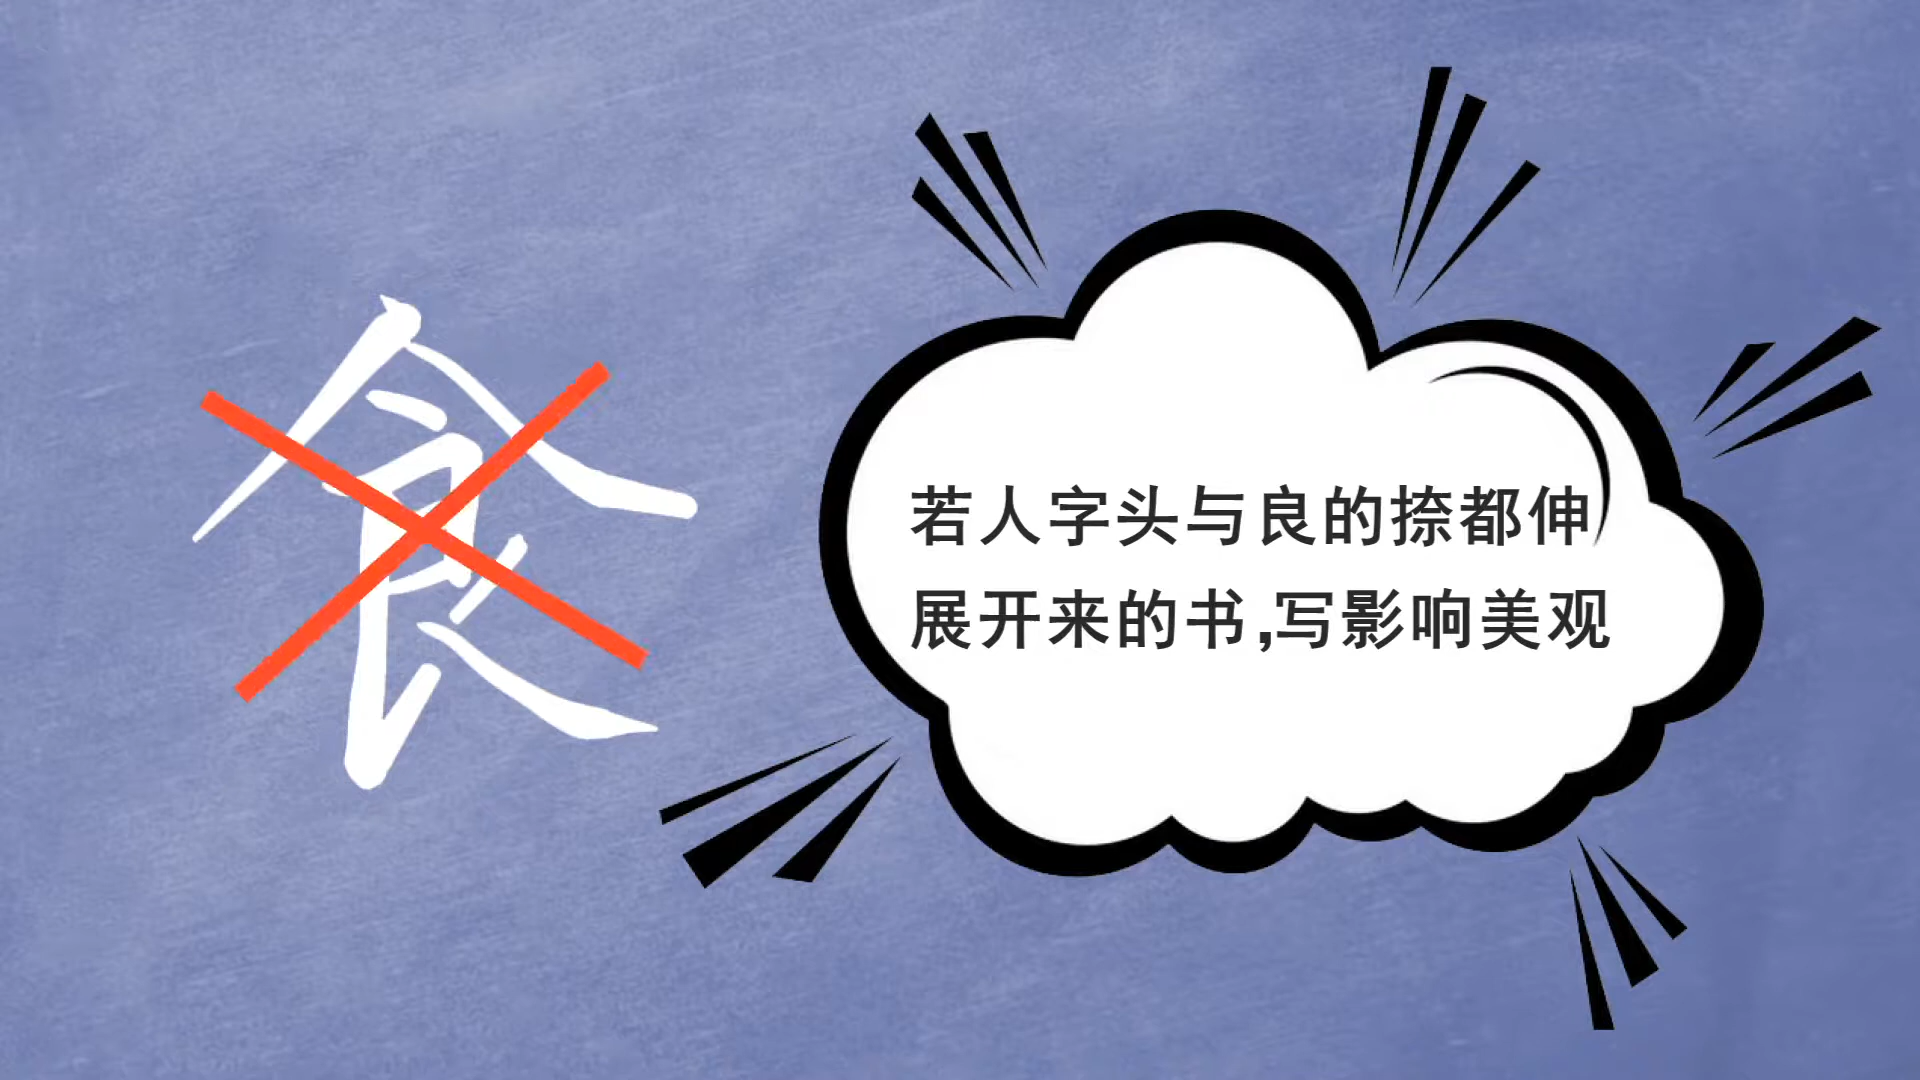 食
若人字头与良的捺都伸
展开来的书,写影响美观